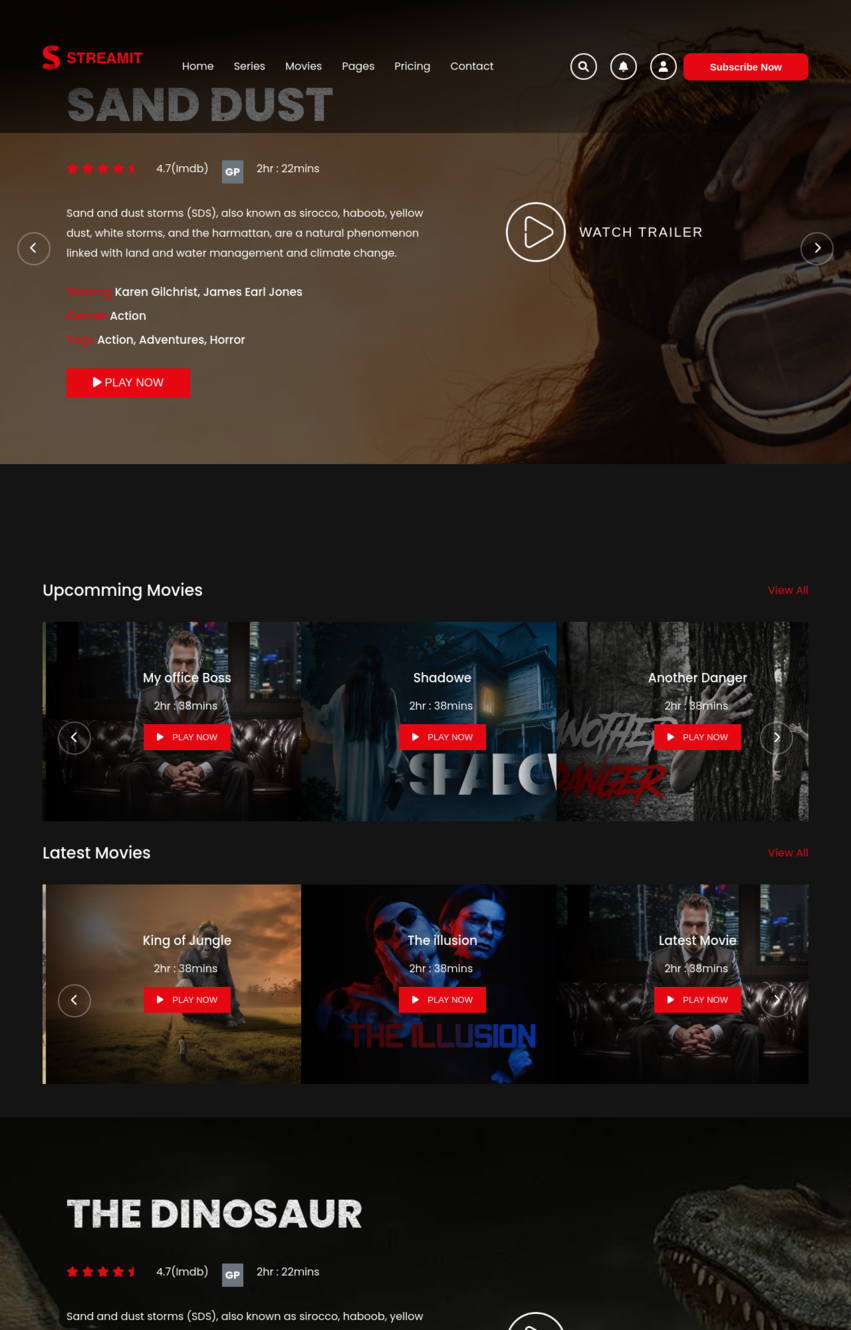 STREAMIT
Home Series Movies Pages Pricing Contact
Subscribe Now
SAND DUST
4.7(Imdb) GP 2hr : 22mins
Sand and dust storms (SDS), also known as sirocco, haboob, yellow
dust, white storms, and the harmattan, are a natural phenomenon
linked with land and water management and climate change.
WATCH TRAILER
Starring Karen Gilchrist, James Earl Jones
Genres Action
Tags Action, Adventures, Horror
PLAY NOW
Upcomming Movies
View All
My office Boss
2hr : 38mins
PLAY NOW
Shadowe
2hr : 38mins
PLAY NOW
SHADOW
Another Danger
2hr : 38mins
PLAY NOW
ANOTHER
DANGER
Latest Movies
View All
King of Jungle
2hr : 38mins
PLAY NOW
The illusion
2hr : 38mins
PLAY NOW
THE ILLUSION
Latest Movie
2hr : 38mins
PLAY NOW
THE DINOSAUR
4.7(Imdb) GP 2hr : 22mins
Sand and dust storms (SDS), also known as sirocco, haboob, yellow